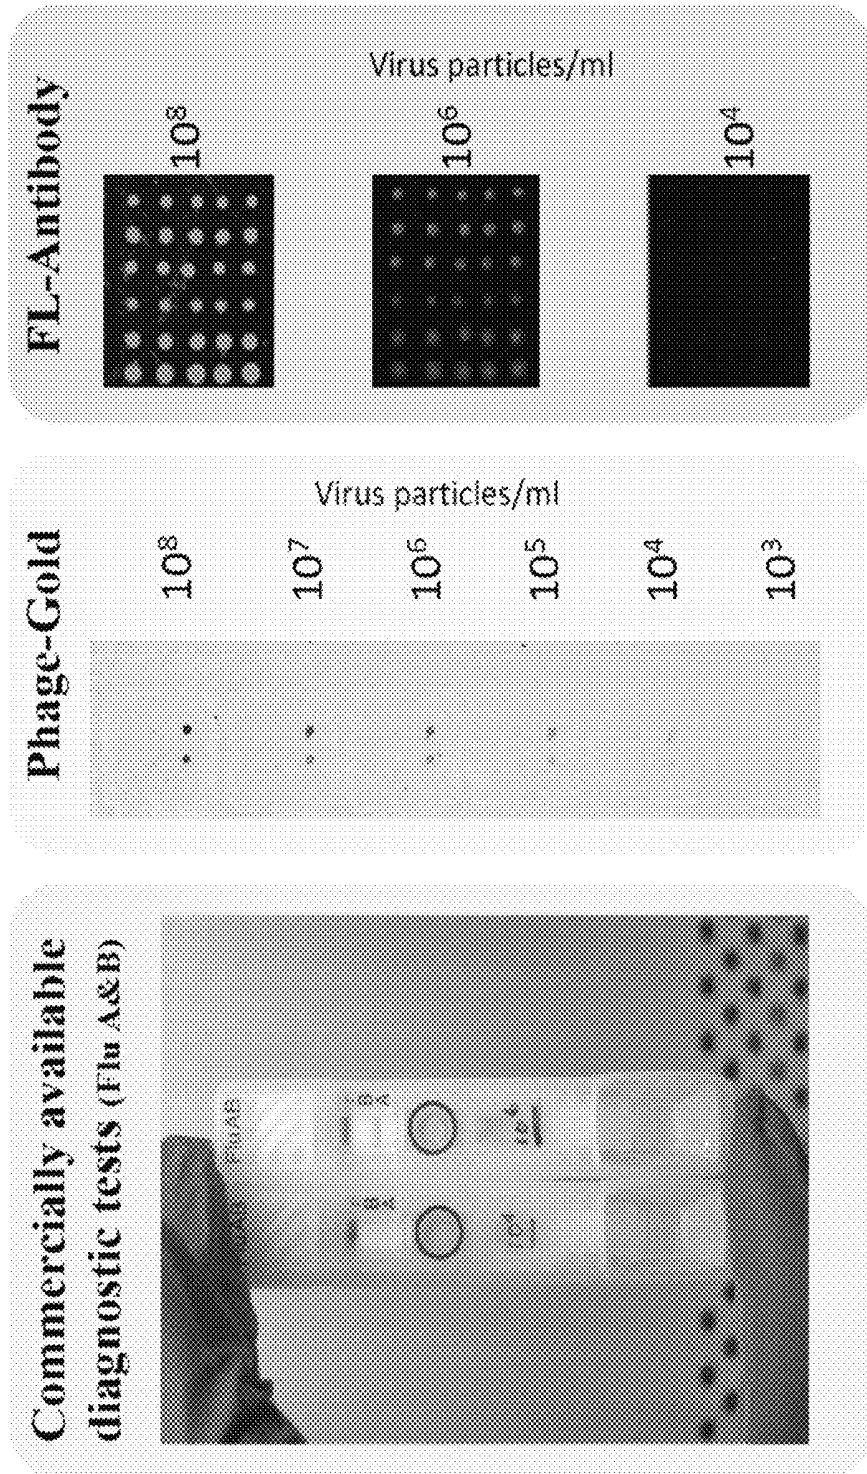 Commercially available
diagnostic tests (Flu A&B)
Phage-Gold
10⁸
10⁷
10⁶
10⁵
10⁴
10³
Virus particles/ml
FL-Antibody
10⁸
10⁶
10⁴
Virus particles/ml